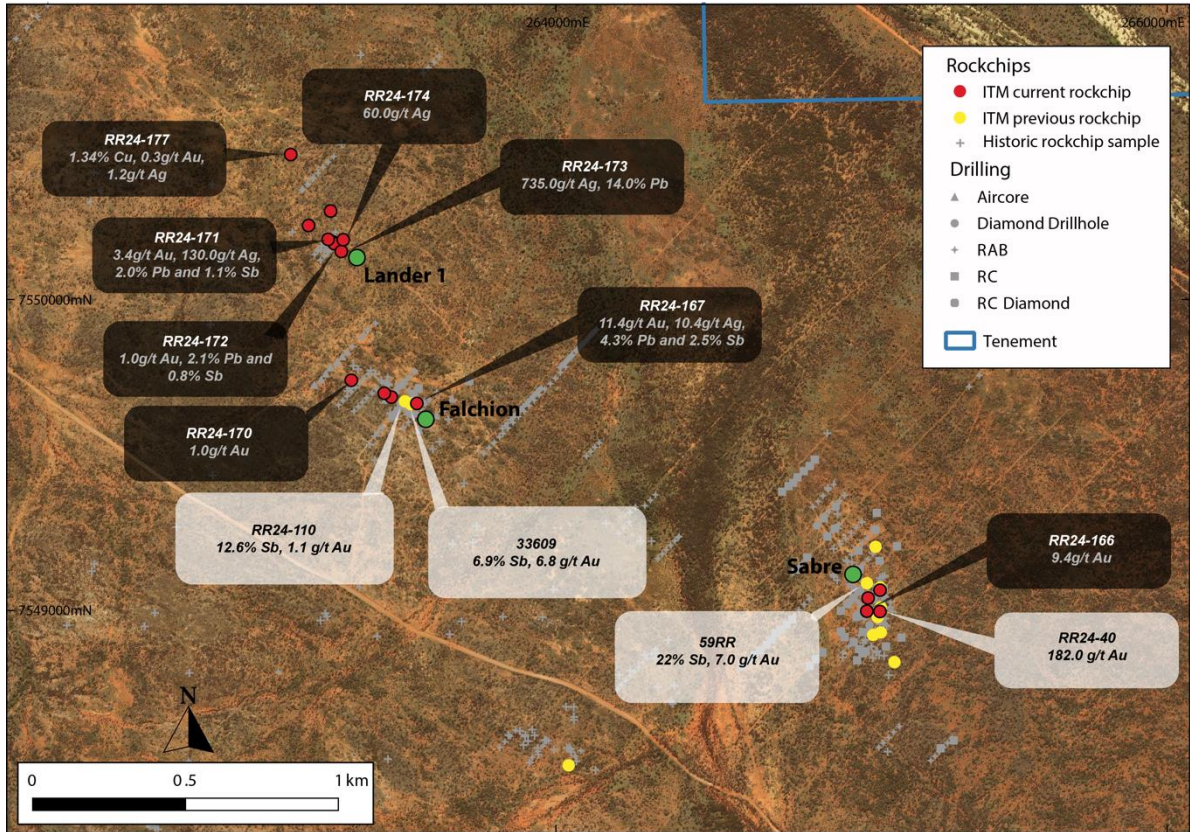 264000mE
266000mE
RR24-174
60.0g/t Ag
RR24-177
1.34% Cu, 0.3g/t Au,
1.2g/t Ag
RR24-173
735.0g/t Ag, 14.0% Pb
RR24-171
3.4g/t Au, 130.0g/t Ag,
2.0% Pb and 1.1% Sb
Lander 1
7550000mN
RR24-172
1.0g/t Au, 2.1% Pb and
0.8% Sb
RR24-167
11.4g/t Au, 10.4g/t Ag,
4.3% Pb and 2.5% Sb
RR24-170
1.0g/t Au
Falchion
RR24-110
12.6% Sb, 1.1 g/t Au
33609
6.9% Sb, 6.8 g/t Au
Rockchips
ITM current rockchip
ITM previous rockchip
Historic rockchip sample
Drilling
Aircore
Diamond Drillhole
RAB
RC
RC Diamond
Tenement
Sabre
RR24-166
9.4g/t Au
7549000mN
59RR
22% Sb, 7.0 g/t Au
RR24-40
182.0 g/t Au
N
0 0.5 1 km